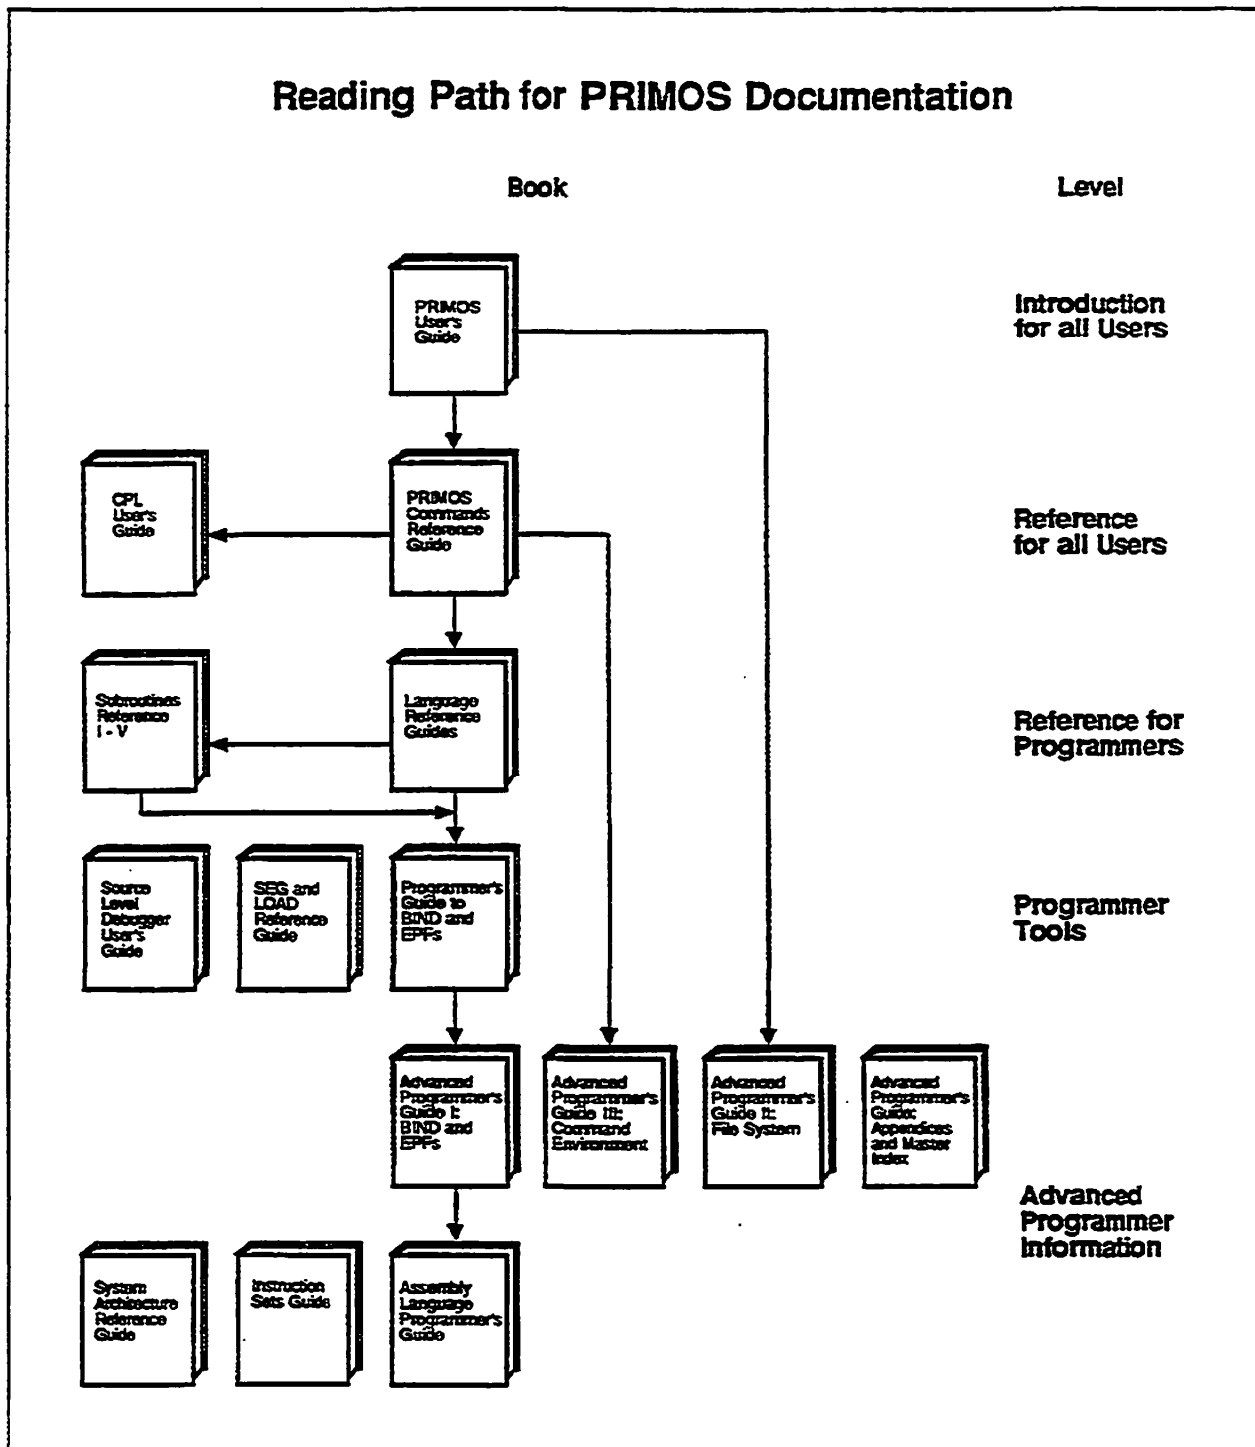 Reading Path for PRIMOS Documentation
Book
Level
PRIMOS
User's
Guide
Introduction
for all Users
CPL
User's
Guide
PRIMOS
Commands
Reference
Guide
Reference
for all Users
Subroutines
Reference
I - V
Language
Reference
Guides
Reference for
Programmers
Source
Level
Debugger
User's
Guide
SEG and
LOAD
Reference
Guide
Programmer's
Guide to
BIND and
EPFs
Programmer
Tools
Advanced
Programmer's
Guide I:
BIND and
EPFs
Advanced
Programmer's
Guide III:
Command
Environment
Advanced
Programmer's
Guide II:
File System
Advanced
Programmer's
Guide:
Appendices
and Master
Index
Advanced
Programmer
Information
System
Architecture
Reference
Guide
Instruction
Sets Guide
Assembly
Language
Programmer's
Guide